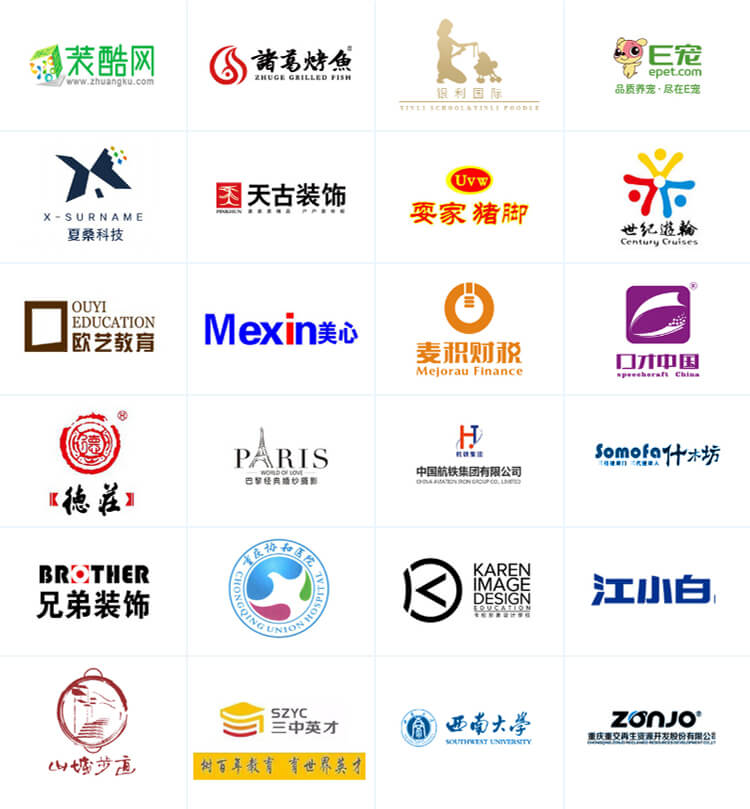 装酷网
www.zhuangku.com
諸葛烤魚
ZHUGE GRILLED FISH
银利国际
YINLI SCHOOL&YINLI POODLE
E宠
epet.com
品质养宠·尽在E宠
X-SURNAME
夏桑科技
天古装饰
Uvw
耍家 猪脚
世纪遊輪
Century Cruises
OUYI
EDUCATION
欧艺教育
Mexin美心
麦积财税
Mejorau Finance
®
口才中国
speechcraft China
®
德
德莊
PARIS
WORLD OF LOVE
巴黎经典婚纱摄影
HT
航铁集团
中国航铁集团有限公司
CHINA AVIATION IRON GROUP CO., LIMITED
Somofa什木坊
BROTHER
兄弟装饰
重庆协和医院
CHONGQING UNION HOSPITAL
KAREN
IMAGE
DESIGN
EDUCATION
江小白
山城步道
SZYC
三中英才
树百年教育 育世界英才
西南大學
SOUTHWEST UNIVERSITY
ZONJO®
重庆重交再生资源开发股份有限公司